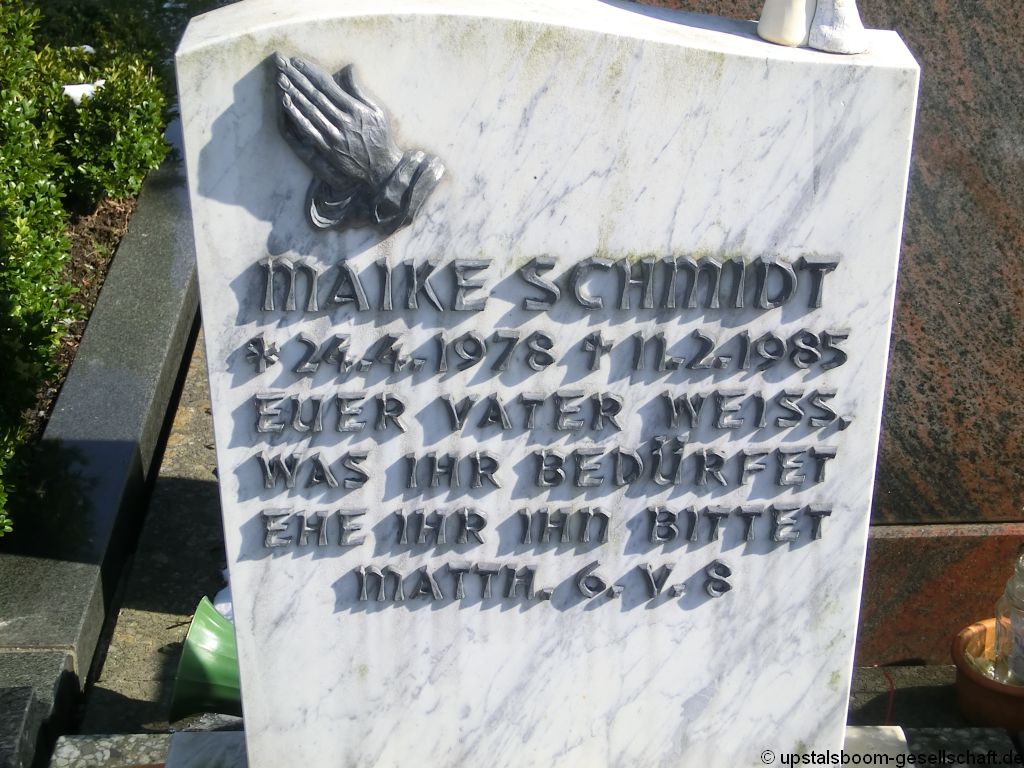 MAIKE SCHMIDT
* 24.4.1978 † 11.2.1985
EUER VATER WEISS,
WAS IHR BEDÜRFET
EHE IHR IHN BITTET
MATTH. 6. V. 8
© upstalsboom-gesellschaft.de